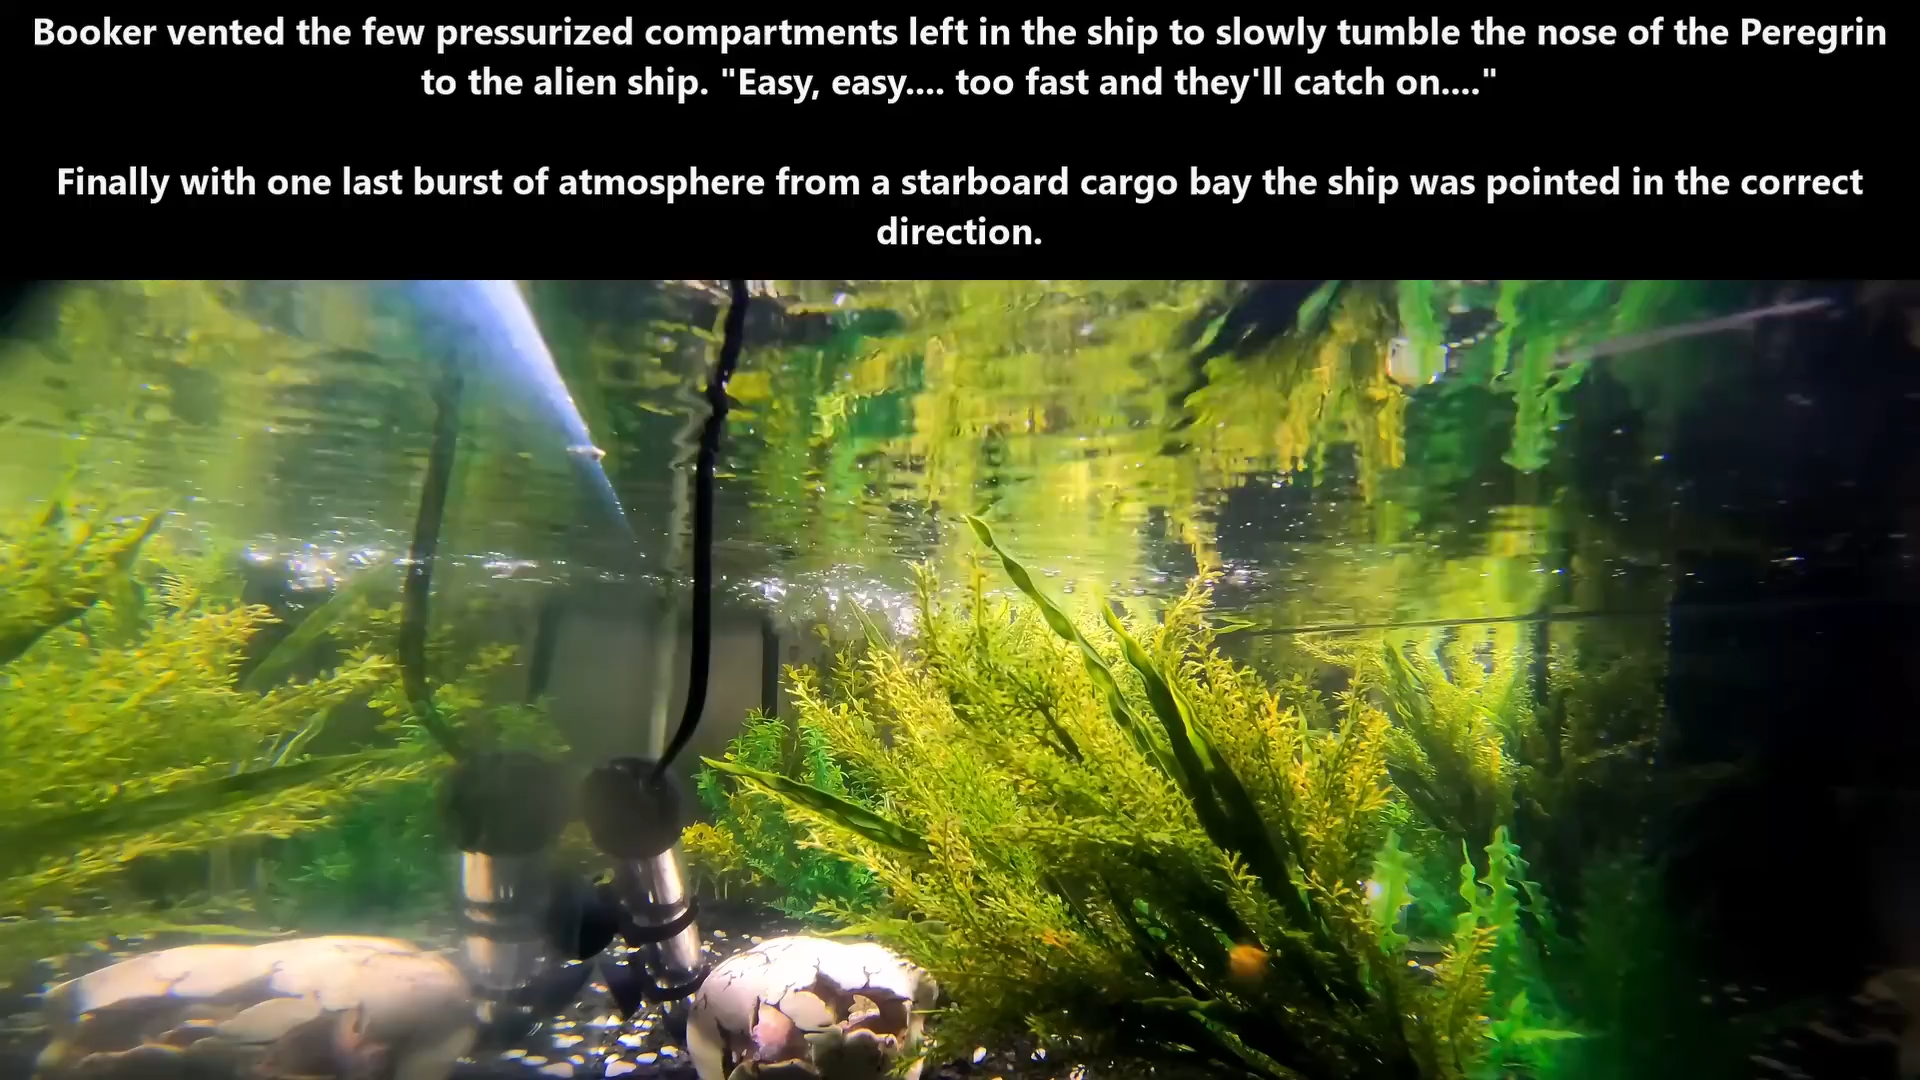 Booker vented the few pressurized compartments left in the ship to slowly tumble the nose of the Peregrin
to the alien ship. "Easy, easy.... too fast and they'll catch on...."
Finally with one last burst of atmosphere from a starboard cargo bay the ship was pointed in the correct
direction.